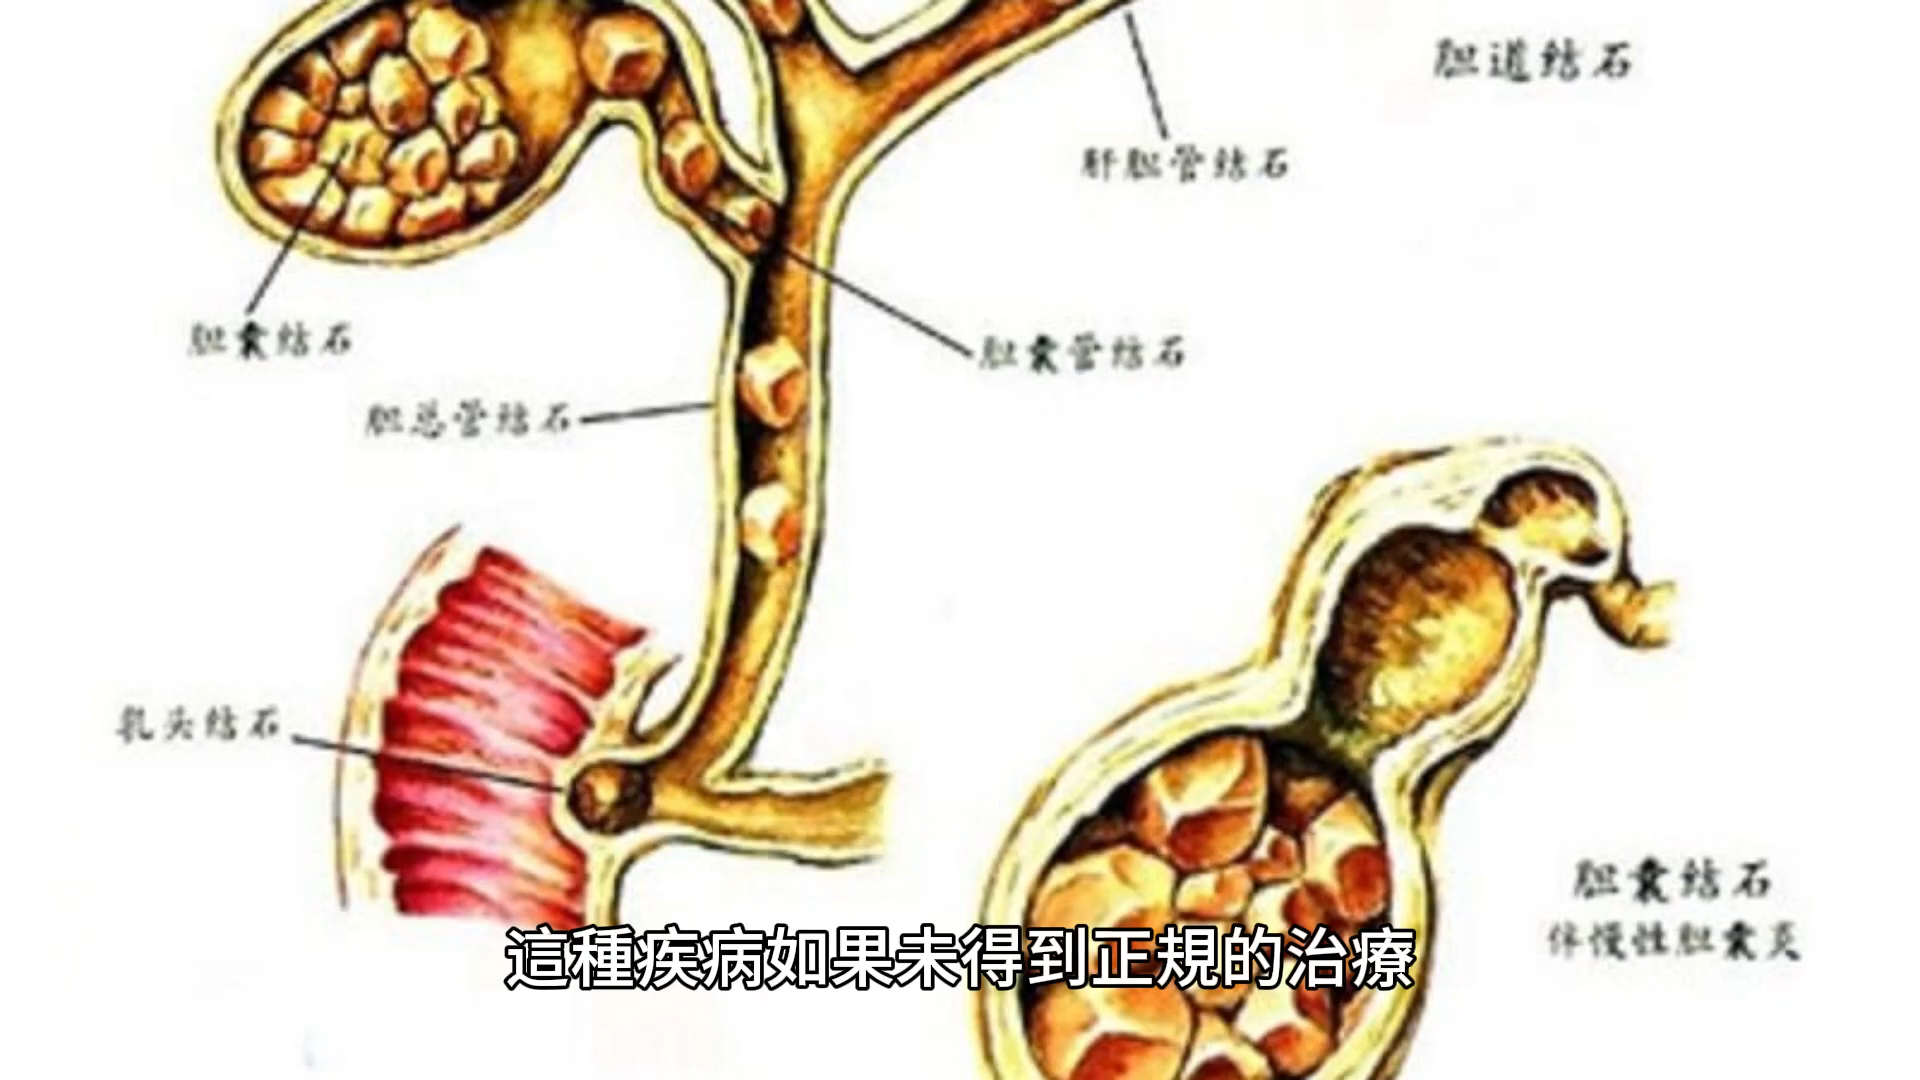 胆道结石
肝胆管结石
胆囊结石
胆囊管结石
胆总管结石
乳头结石
胆囊结石
伴慢性胆囊炎
這種疾病如果未得到正規的治療